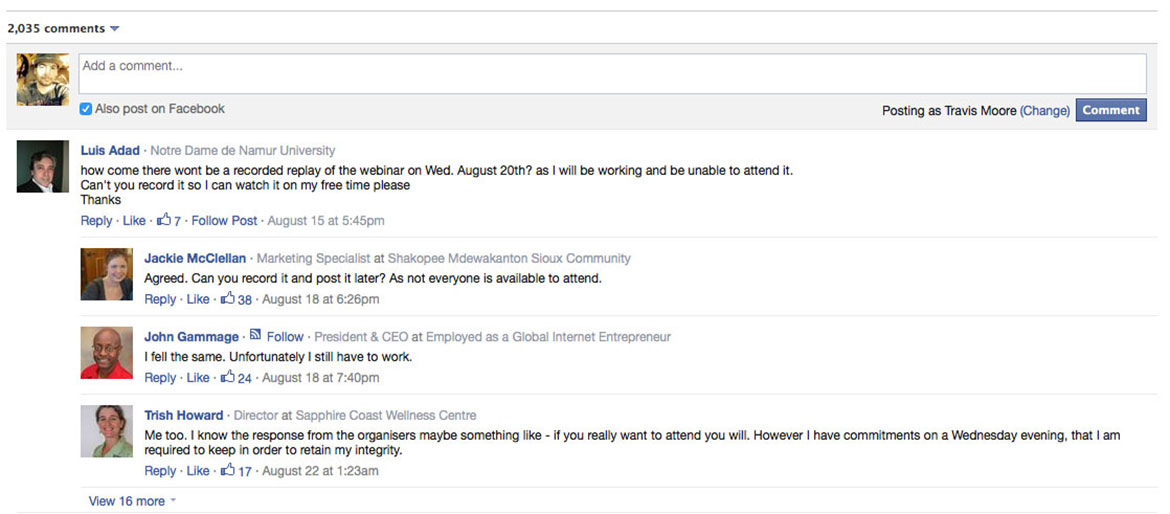 2,035 comments
Add a comment...
Also post on Facebook
Posting as Travis Moore (Change) Comment
Luis Adad · Notre Dame de Namur University
how come there wont be a recorded replay of the webinar on Wed. August 20th? as I will be working and be unable to attend it.
Can't you record it so I can watch it on my free time please
Thanks
Reply · Like · 7 · Follow Post · August 15 at 5:45pm
Jackie McClellan · Marketing Specialist at Shakopee Mdewakanton Sioux Community
Agreed. Can you record it and post it later? As not everyone is available to attend.
Reply · Like · 38 · August 18 at 6:26pm
John Gammage · Follow · President & CEO at Employed as a Global Internet Entrepreneur
I fell the same. Unfortunately I still have to work.
Reply · Like · 24 · August 18 at 7:40pm
Trish Howard · Director at Sapphire Coast Wellness Centre
Me too. I know the response from the organisers maybe something like - if you really want to attend you will. However I have commitments on a Wednesday evening, that I am
required to keep in order to retain my integrity.
Reply · Like · 17 · August 22 at 1:23am
View 16 more